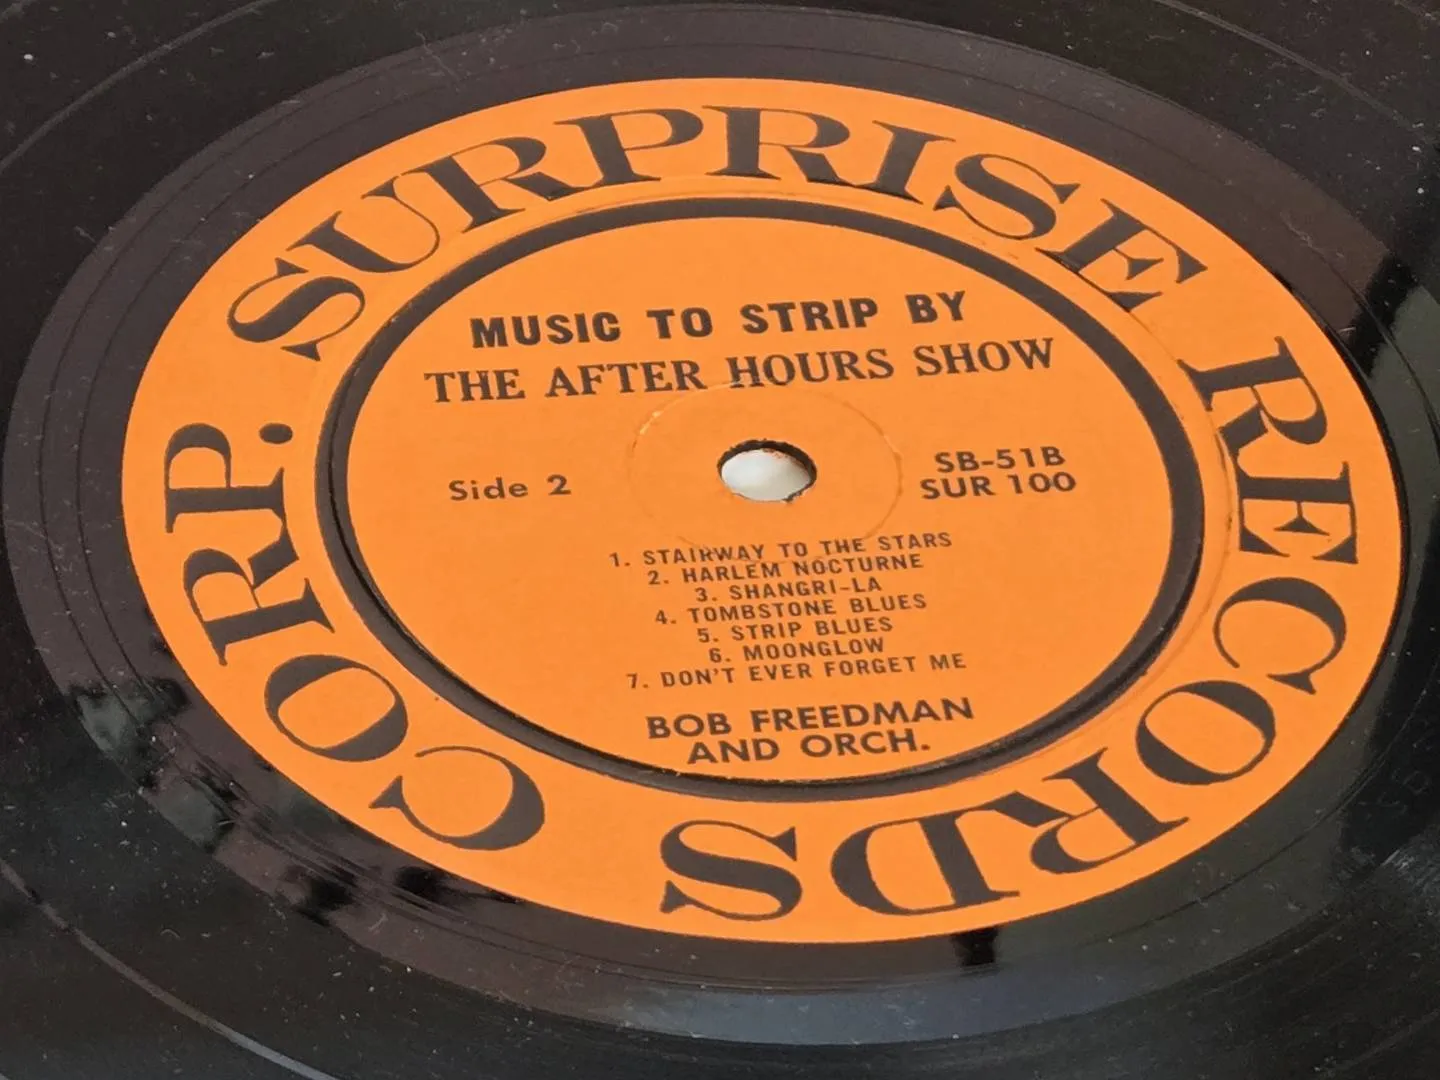 SURPRISE RECORDS CORP.
MUSIC TO STRIP BY
THE AFTER HOURS SHOW
Side 2
SB-51B
SUR 100
1. STAIRWAY TO THE STARS
2. HARLEM NOCTURNE
3. SHANGRI-LA
4. TOMBSTONE BLUES
5. STRIP BLUES
6. MOONGLOW
7. DON'T EVER FORGET ME
BOB FREEDMAN
AND ORCH.